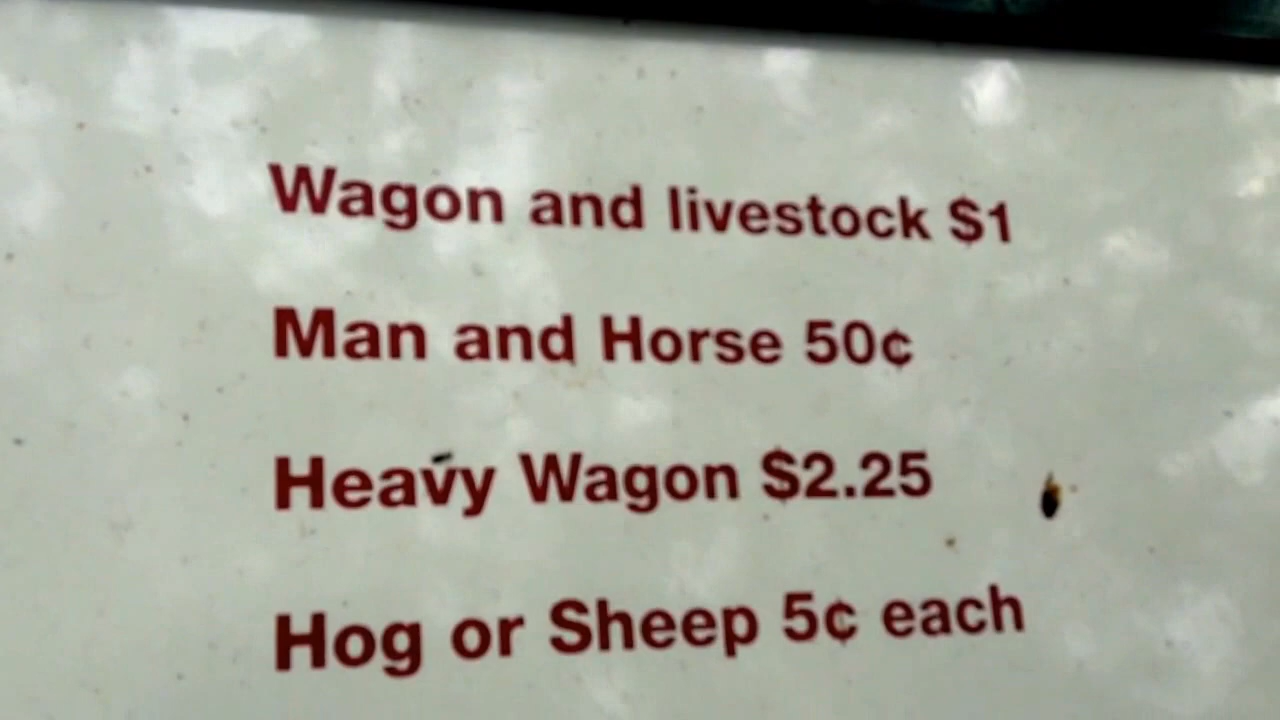 Wagon and livestock $1
Man and Horse 50¢
Heavy Wagon $2.25
Hog or Sheep 5¢ each